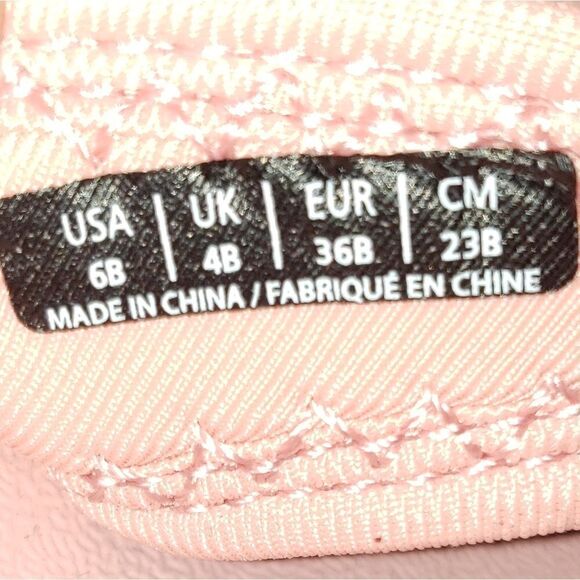 USA | UK | EUR | CM
6B | 4B | 36B | 23B
MADE IN CHINA / FABRIQUÉ EN CHINE